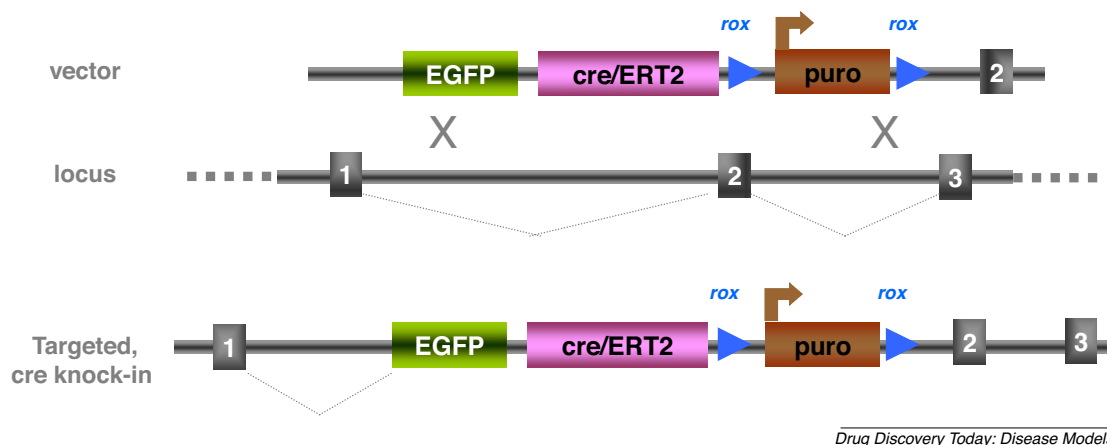 rox rox
vector EGFP cre/ERT2 puro 2
X X
locus 1 2 3
rox rox
Targeted,
cre knock-in 1 EGFP cre/ERT2 puro 2 3
Drug Discovery Today: Disease Models